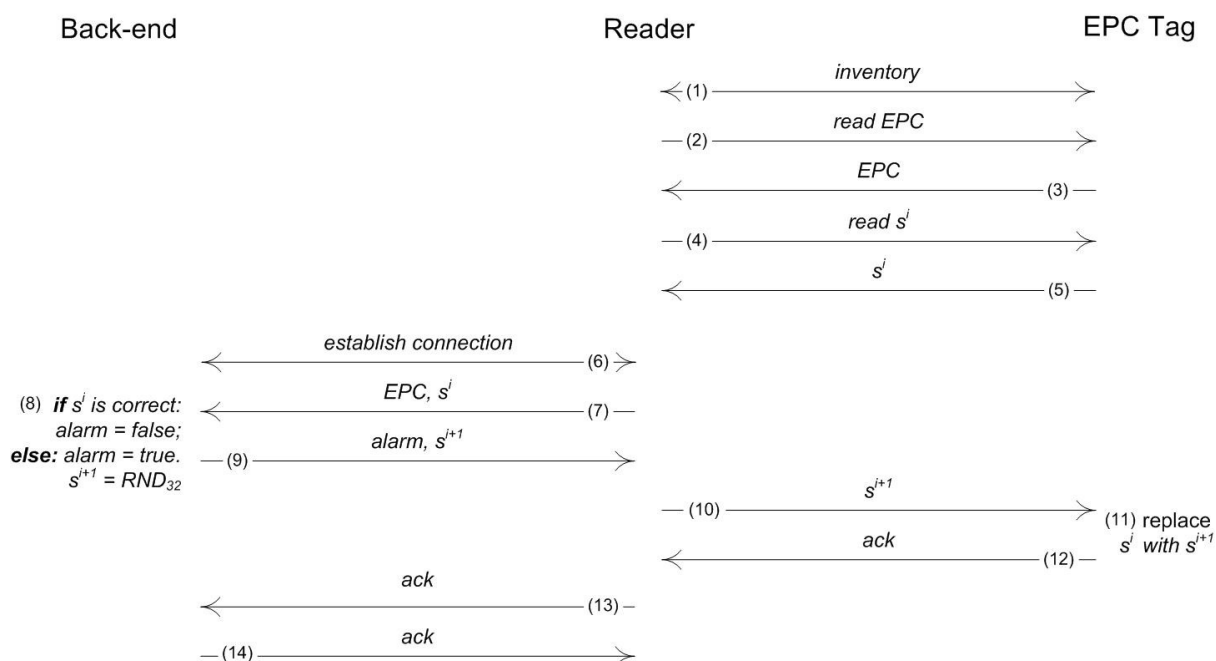 Back-end Reader EPC Tag
inventory
(1)
read EPC
(2)
EPC
(3)
read s^i
(4)
s^i
(5)
establish connection
(6)
EPC, s^i
(7)
(8) if s^i is correct:
alarm = false;
else: alarm = true.
s^{i+1} = RND_{32}
alarm, s^{i+1}
(9)
s^{i+1}
(10)
(11) replace
s^i with s^{i+1}
ack
(12)
ack
(13)
ack
(14)